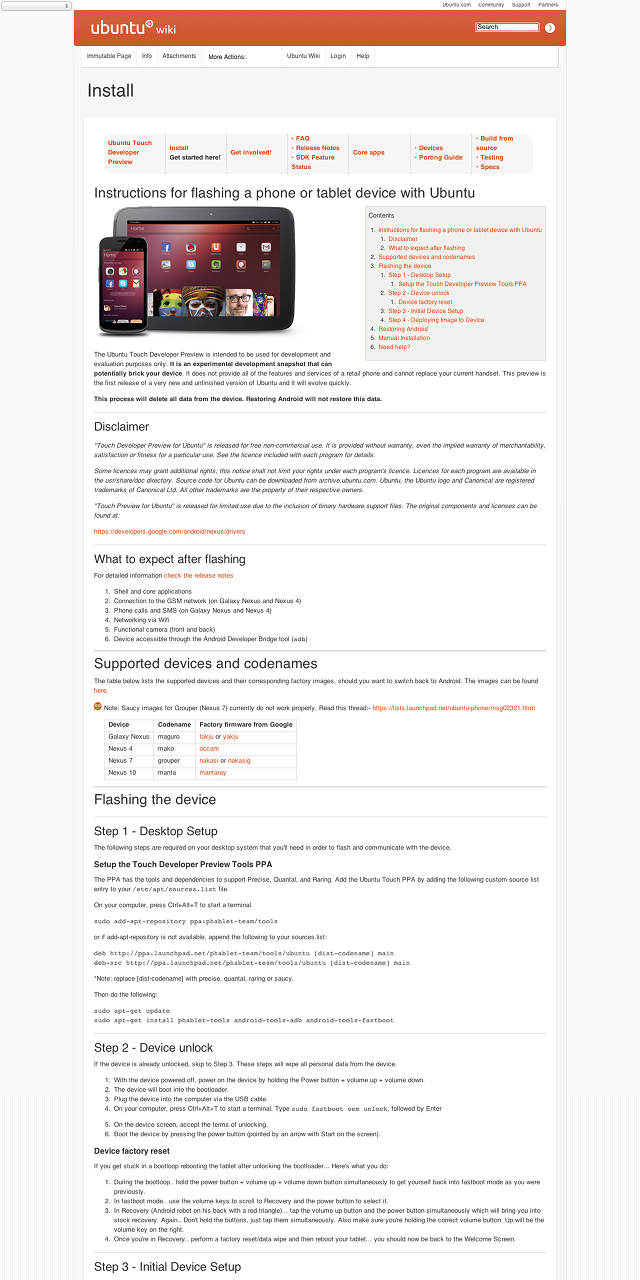 Ubuntu.com Community Support Partners
ubuntu wiki
Search
Immutable Page Info Attachments More Actions: Ubuntu Wiki Login Help
Install
Ubuntu Touch
Developer
Preview
Install
Get started here!
Get involved!
• FAQ
• Release Notes
• SDK Feature
Status
Core apps
• Devices
• Porting Guide
• Build from
source
• Testing
• Specs
Instructions for flashing a phone or tablet device with Ubuntu
Contents
1. Instructions for flashing a phone or tablet device with Ubuntu
1. Disclaimer
2. What to expect after flashing
2. Supported devices and codenames
3. Flashing the device
1. Step 1 - Desktop Setup
1. Setup the Touch Developer Preview Tools PPA
2. Step 2 - Device unlock
1. Device factory reset
3. Step 3 - Initial Device Setup
4. Step 4 - Deploying Image to Device
4. Restoring Android
5. Manual Installation
6. Need help?
Home
The Ubuntu Touch Developer Preview is intended to be used for development and
evaluation purposes only. It is an experimental development snapshot that can
potentially brick your device. It does not provide all of the features and services of a retail phone and cannot replace your current handset. This preview is
the first release of a very new and unfinished version of Ubuntu and it will evolve quickly.
This process will delete all data from the device. Restoring Android will not restore this data.
Disclaimer
"Touch Developer Preview for Ubuntu" is released for free non-commercial use. It is provided without warranty, even the implied warranty of merchantability,
satisfaction or fitness for a particular use. See the licence included with each program for details.
Some licences may grant additional rights; this notice shall not limit your rights under each program's licence. Licences for each program are available in
the usr/share/doc directory. Source code for Ubuntu can be downloaded from archive.ubuntu.com. Ubuntu, the Ubuntu logo and Canonical are registered
trademarks of Canonical Ltd. All other trademarks are the property of their respective owners.
"Touch Preview for Ubuntu" is released for limited use due to the inclusion of binary hardware support files. The original components and licenses can be
found at:
https://developers.google.com/android/nexus/drivers
What to expect after flashing
For detailed information check the release notes
1. Shell and core applications
2. Connection to the GSM network (on Galaxy Nexus and Nexus 4)
3. Phone calls and SMS (on Galaxy Nexus and Nexus 4)
4. Networking via Wifi
5. Functional camera (front and back)
6. Device accessible through the Android Developer Bridge tool (adb)
Supported devices and codenames
The table below lists the supported devices and their corresponding factory images, should you want to switch back to Android. The images can be found
here.
Note: Saucy images for Grouper (Nexus 7) currently do not work properly. Read this thread:- https://lists.launchpad.net/ubuntu-phone/msg02321.html
Device Codename Factory firmware from Google
Galaxy Nexus maguro takju or yakju
Nexus 4 mako occam
Nexus 7 grouper nakasi or nakasig
Nexus 10 manta mantaray
Flashing the device
Step 1 - Desktop Setup
The following steps are required on your desktop system that you'll need in order to flash and communicate with the device.
Setup the Touch Developer Preview Tools PPA
The PPA has the tools and dependencies to support Precise, Quantal, and Raring. Add the Ubuntu Touch PPA by adding the following custom source list
entry to your /etc/apt/sources.list file.
On your computer, press Ctrl+Alt+T to start a terminal.
sudo add-apt-repository ppa:phablet-team/tools
or if add-apt-repository is not available, append the following to your sources.list:
deb http://ppa.launchpad.net/phablet-team/tools/ubuntu [dist-codename] main
deb-src http://ppa.launchpad.net/phablet-team/tools/ubuntu [dist-codename] main
*Note: replace [dist-codename] with precise, quantal, raring or saucy.
Then do the following:
sudo apt-get update
sudo apt-get install phablet-tools android-tools-adb android-tools-fastboot
Step 2 - Device unlock
If the device is already unlocked, skip to Step 3. These steps will wipe all personal data from the device.
1. With the device powered off, power on the device by holding the Power button + volume up + volume down.
2. The device will boot into the bootloader.
3. Plug the device into the computer via the USB cable.
4. On your computer, press Ctrl+Alt+T to start a terminal. Type sudo fastboot oem unlock, followed by Enter
5. On the device screen, accept the terms of unlocking.
6. Boot the device by pressing the power button (pointed by an arrow with Start on the screen).
Device factory reset
If you get stuck in a bootloop rebooting the tablet after unlocking the bootloader... Here's what you do:
1. During the bootloop.. hold the power button + volume up + volume down button simultaneously to get yourself back into fastboot mode as you were
previously.
2. In fastboot mode.. use the volume keys to scroll to Recovery and the power button to select it.
3. In Recovery (Android robot on his back with a red triangle)... tap the volume up button and the power button simultaneously which will bring you into
stock recovery. Again.. Don't hold the buttons, just tap them simultaneously. Also make sure you're holding the correct volume button. Up will be the
volume key on the right.
4. Once you're in Recovery.. perform a factory reset/data wipe and then reboot your tablet... you should now be back to the Welcome Screen.
Step 3 - Initial Device Setup